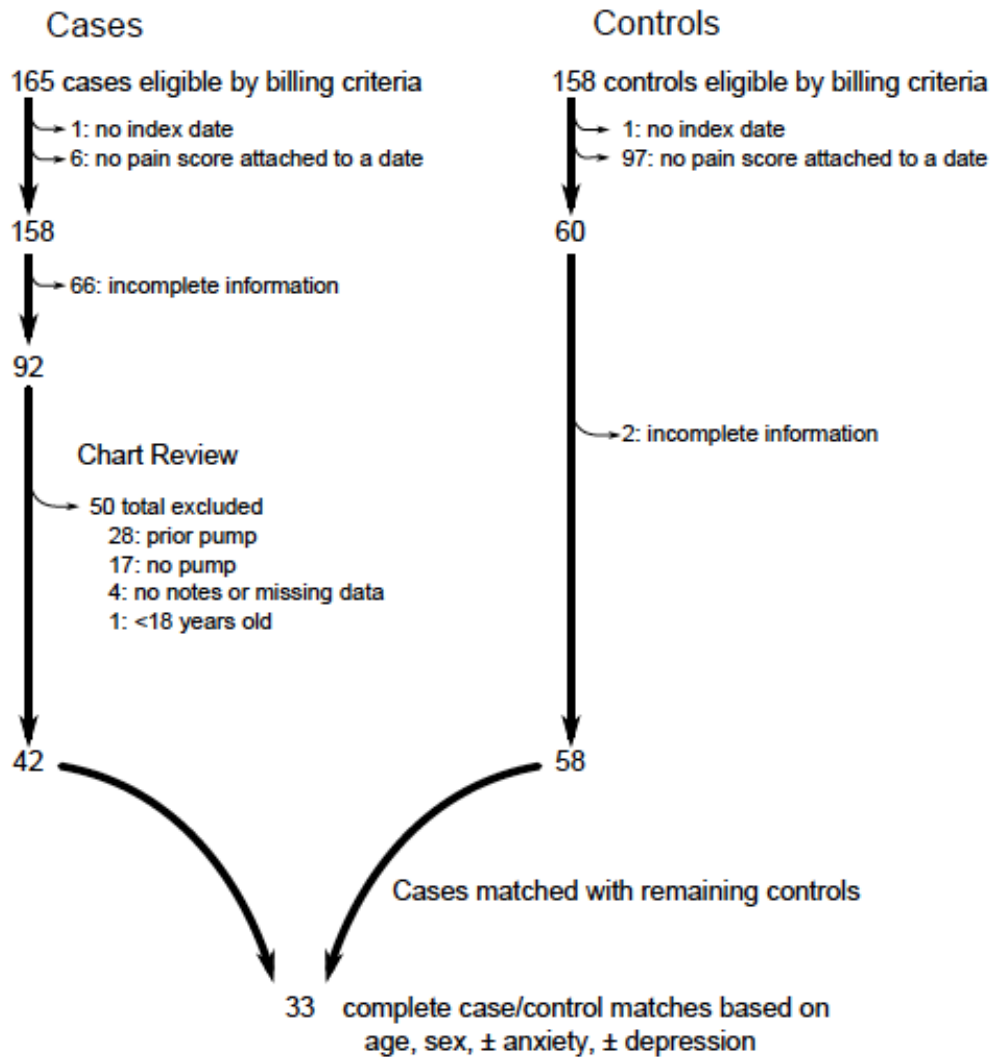 Cases
Controls
165 cases eligible by billing criteria
158 controls eligible by billing criteria
1: no index date
6: no pain score attached to a date
1: no index date
97: no pain score attached to a date
158
60
66: incomplete information
92
2: incomplete information
Chart Review
50 total excluded
28: prior pump
17: no pump
4: no notes or missing data
1: <18 years old
42
58
Cases matched with remaining controls
33 complete case/control matches based on
age, sex, ± anxiety, ± depression